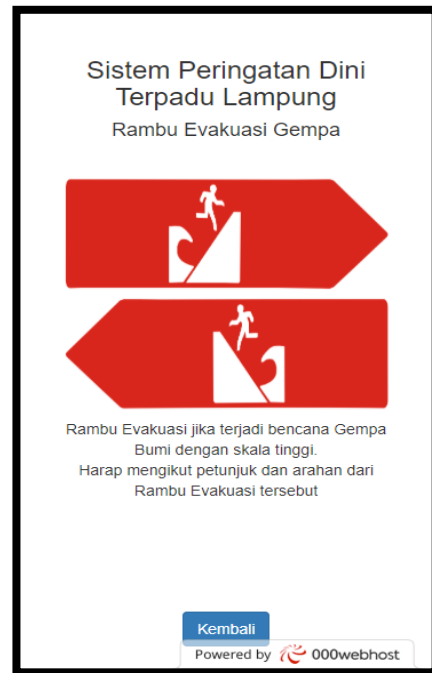 Sistem Peringatan Dini
Terpadu Lampung
Rambu Evakuasi Gempa
Rambu Evakuasi jika terjadi bencana Gempa
Bumi dengan skala tinggi.
Harap mengikut petunjuk dan arahan dari
Rambu Evakuasi tersebut
Kembali
Powered by 000webhost